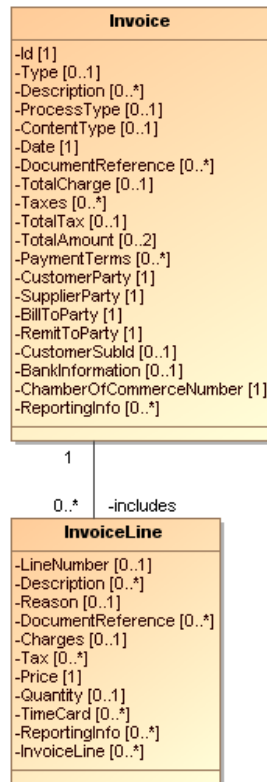 Invoice
-Id [1]
-Type [0..1]
-Description [0..*]
-ProcessType [0..1]
-ContentType [0..1]
-Date [1]
-DocumentReference [0..*]
-TotalCharge [0..1]
-Taxes [0..*]
-TotalTax [0..1]
-TotalAmount [0..2]
-PaymentTerms [0..*]
-CustomerParty [1]
-SupplierParty [1]
-BillToParty [1]
-RemitToParty [1]
-CustomerSubId [0..1]
-BankInformation [0..1]
-ChamberOfCommerceNumber [1]
-ReportingInfo [0..*]
1
0..* -includes
InvoiceLine
-LineNumber [0..1]
-Description [0..*]
-Reason [0..1]
-DocumentReference [0..*]
-Charges [0..1]
-Tax [0..*]
-Price [1]
-Quantity [0..1]
-TimeCard [0..*]
-ReportingInfo [0..*]
-InvoiceLine [0..*]